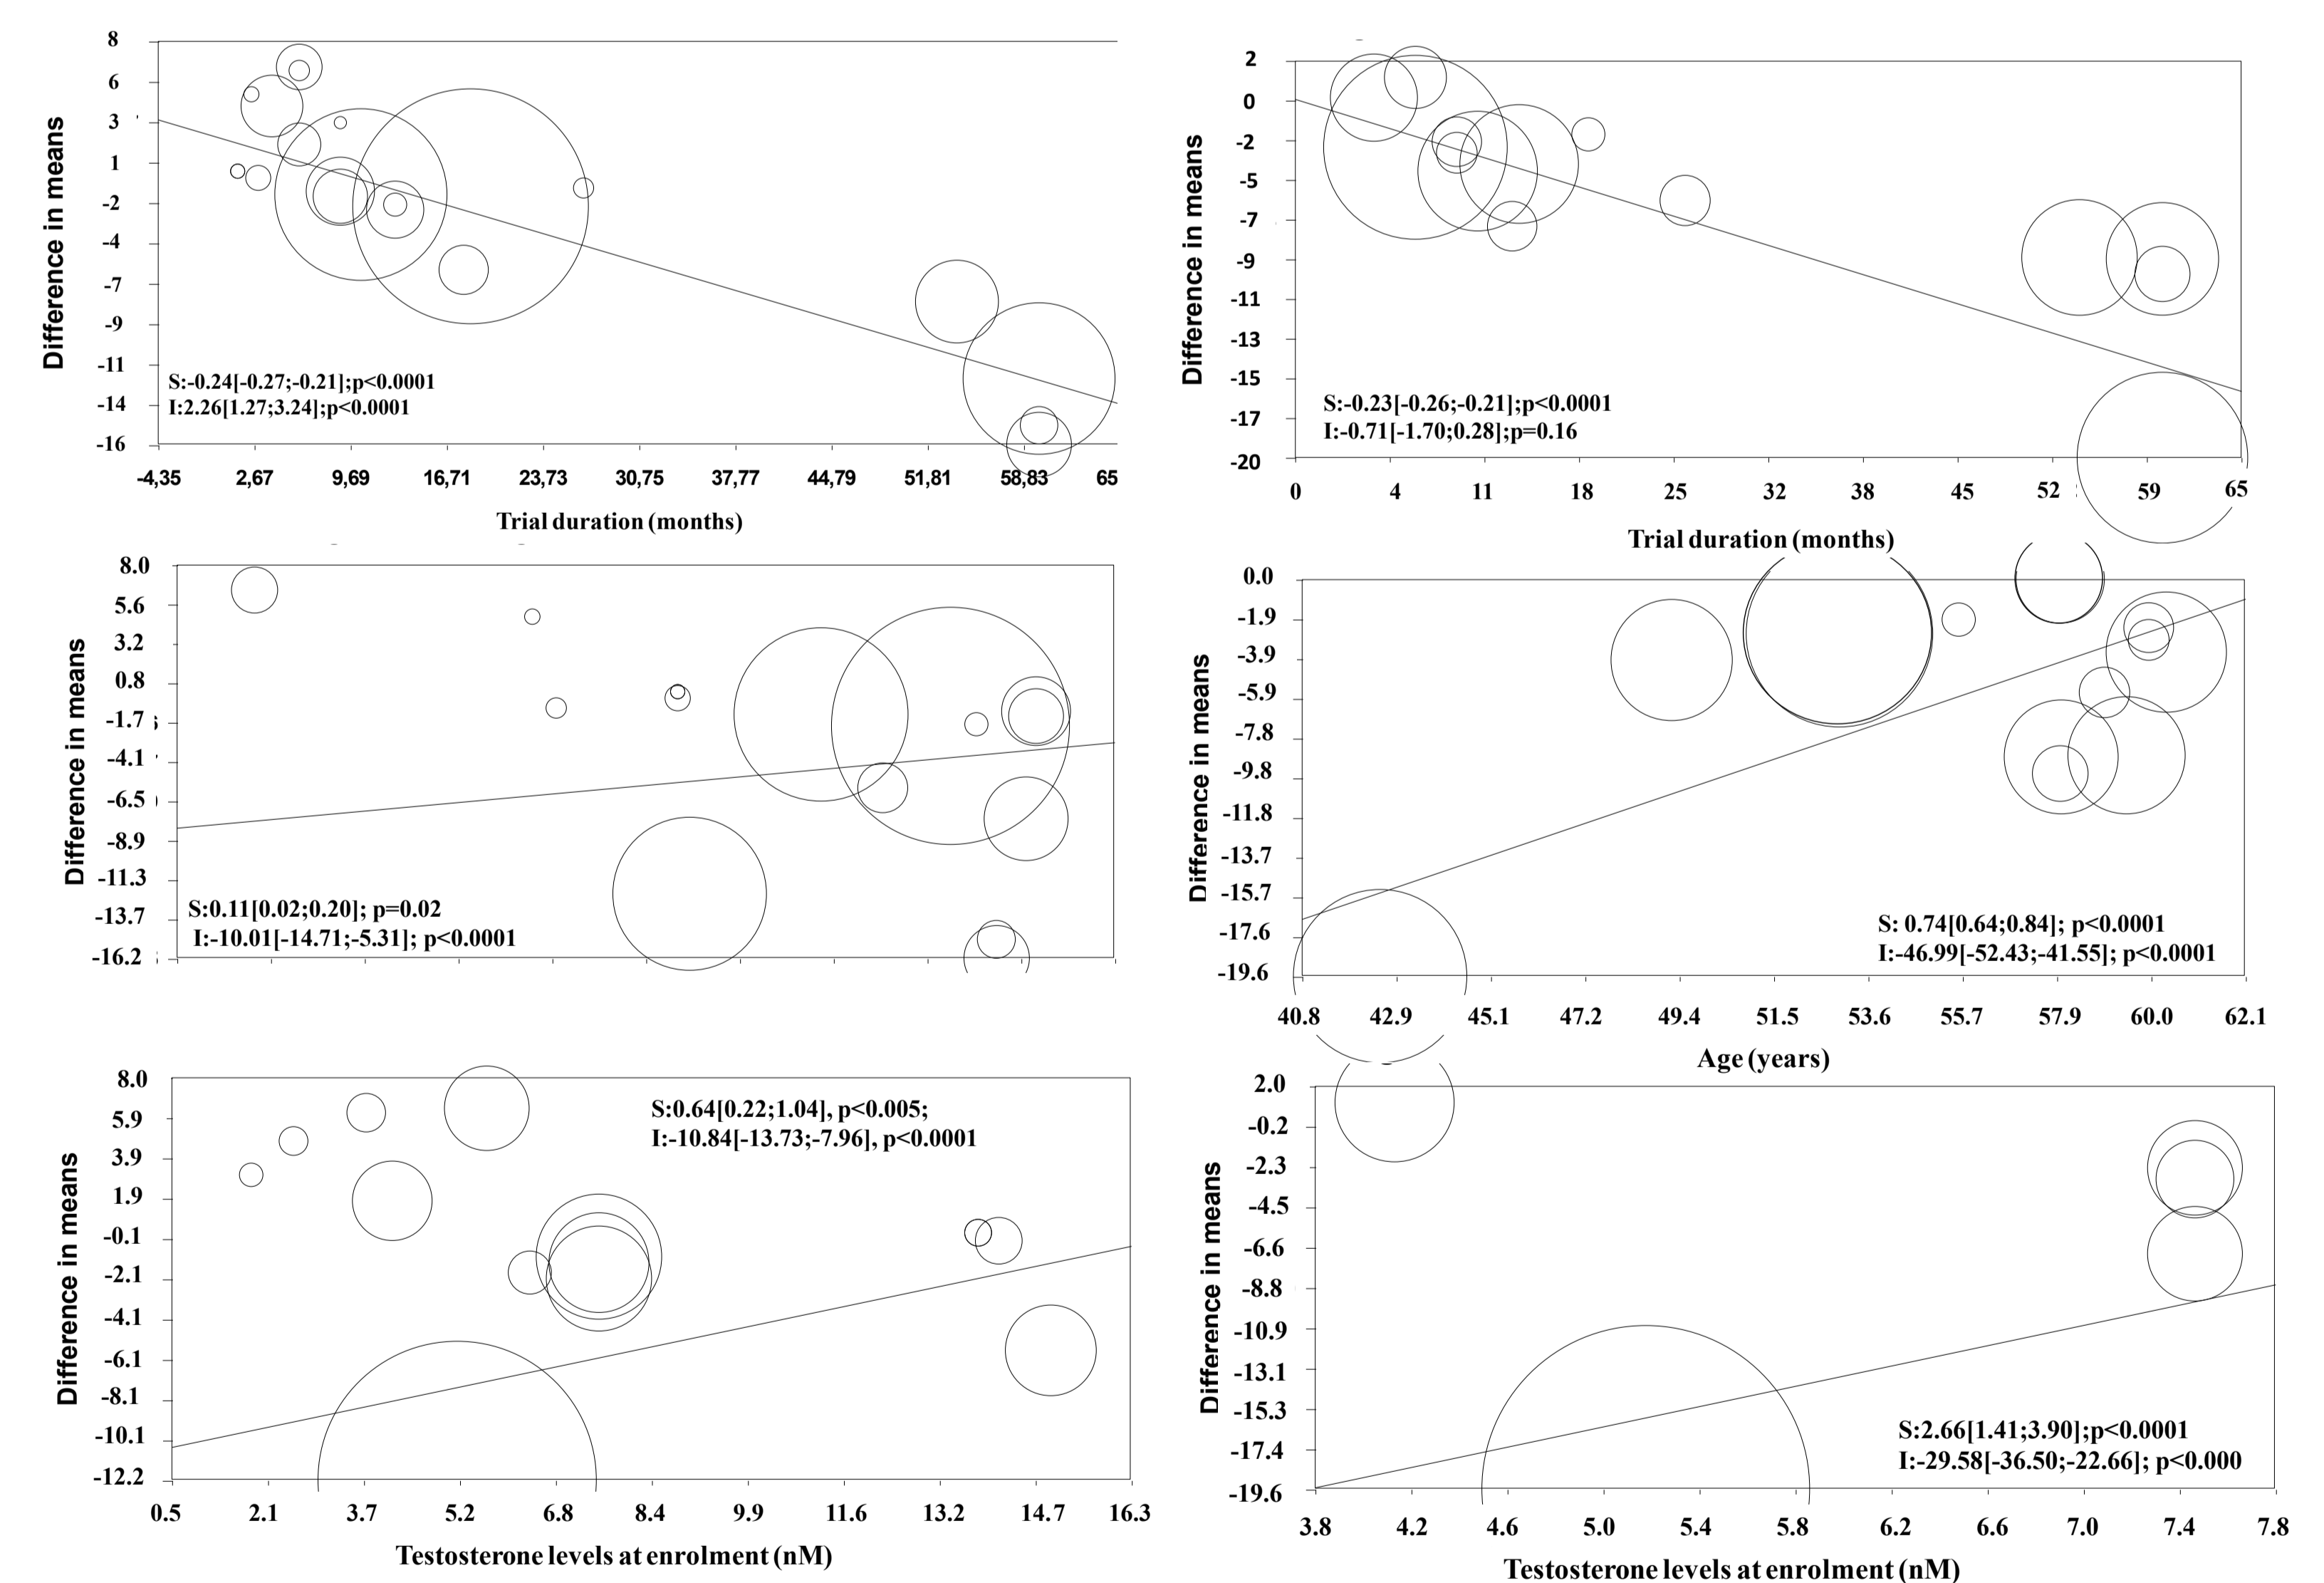 Difference in means
8
6
3
1
-2
-4
-7
-9
-11
-14
-16
S:-0.24[-0.27;-0.21];p<0.0001
I:2.26[1.27;3.24];p<0.0001
-4,35 2,67 9,69 16,71 23,73 30,75 37,77 44,79 51,81 58,83 65
Trial duration (months)
Difference in means
2
0
-2
-5
-7
-9
-11
-13
-15
-17
-20
S:-0.23[-0.26;-0.21];p<0.0001
I:-0.71[-1.70;0.28];p=0.16
0 4 11 18 25 32 38 45 52 59 65
Trial duration (months)
Difference in means
8.0
5.6
3.2
0.8
-1.7
-4.1
-6.5
-8.9
-11.3
-13.7
-16.2
S:0.11[0.02;0.20]; p=0.02
I:-10.01[-14.71;-5.31]; p<0.0001
Difference in means
0.0
-1.9
-3.9
-5.9
-7.8
-9.8
-11.8
-13.7
-15.7
-17.6
-19.6
S: 0.74[0.64;0.84]; p<0.0001
I:-46.99[-52.43;-41.55]; p<0.0001
40.8 42.9 45.1 47.2 49.4 51.5 53.6 55.7 57.9 60.0 62.1
Age (years)
Difference in means
8.0
5.9
3.9
1.9
-0.1
-2.1
-4.1
-6.1
-8.1
-10.1
-12.2
S:0.64[0.22;1.04], p<0.005;
I:-10.84[-13.73;-7.96], p<0.0001
0.5 2.1 3.7 5.2 6.8 8.4 9.9 11.6 13.2 14.7 16.3
Testosterone levels at enrolment (nM)
Difference in means
2.0
-0.2
-2.3
-4.5
-6.6
-8.8
-10.9
-13.1
-15.3
-17.4
-19.6
S:2.66[1.41;3.90];p<0.0001
I:-29.58[-36.50;-22.66]; p<0.000
3.8 4.2 4.6 5.0 5.4 5.8 6.2 6.6 7.0 7.4 7.8
Testosterone levels at enrolment (nM)